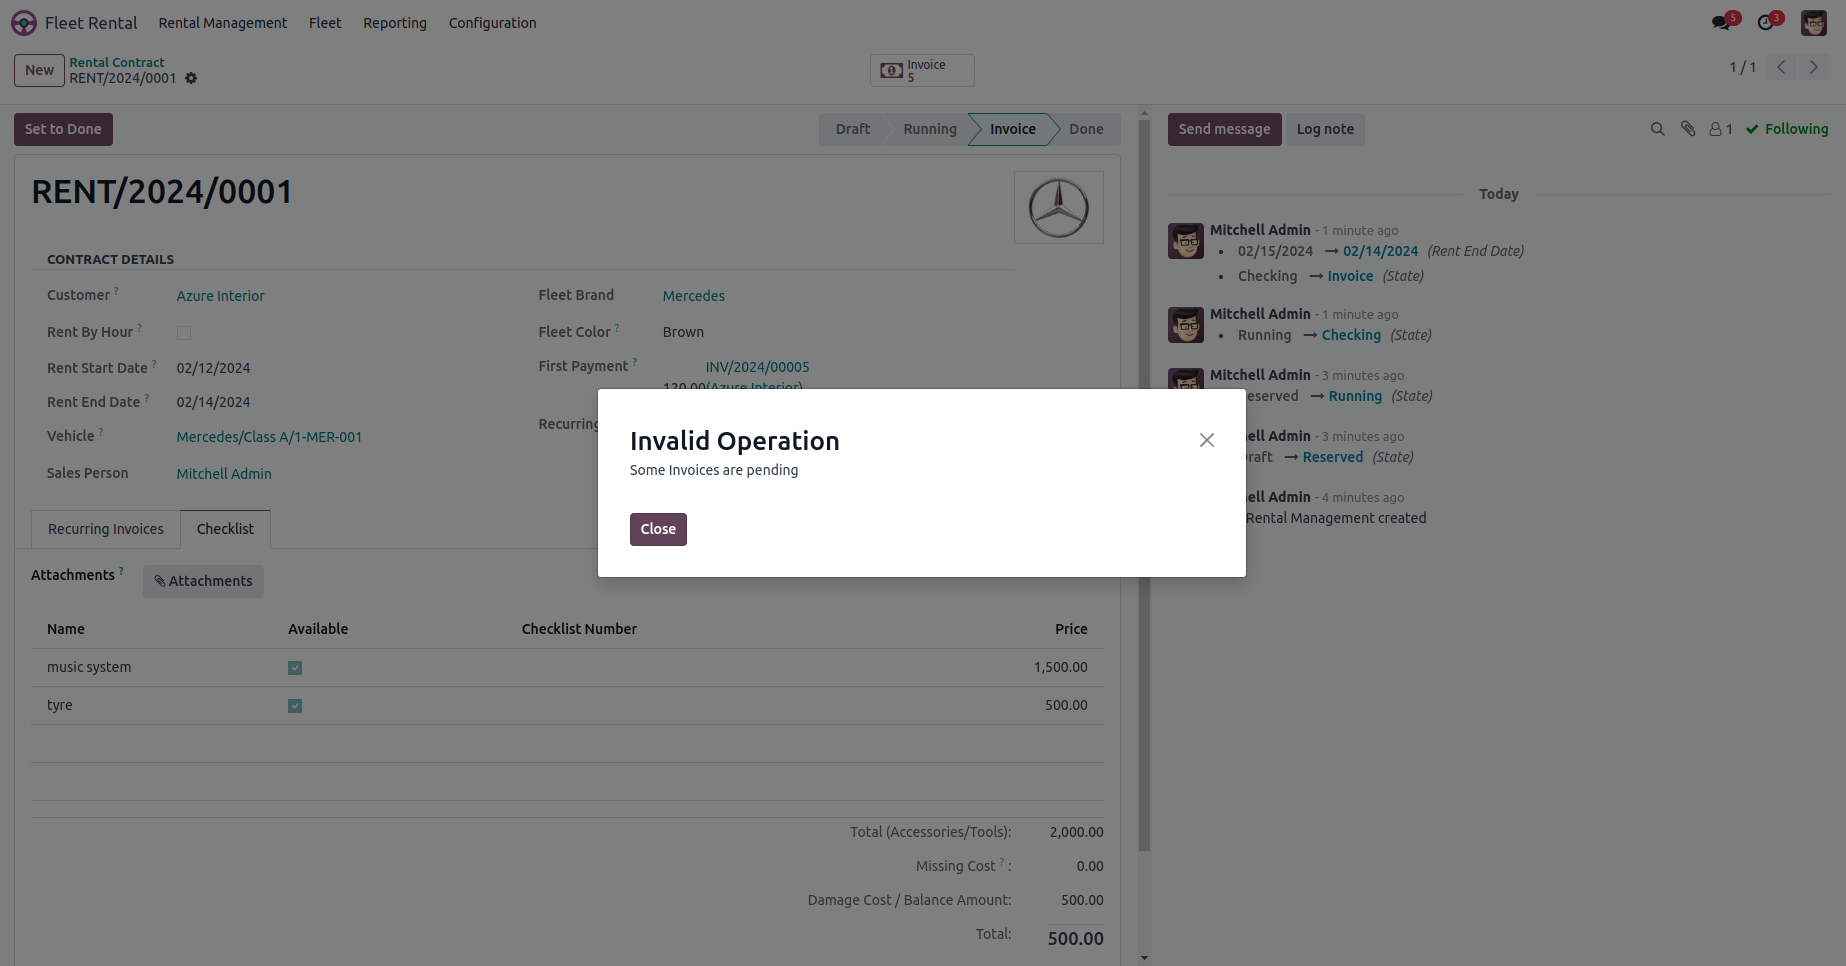 Fleet Rental Rental Management Fleet Reporting Configuration 5 3
New Rental Contract
RENT/2024/0001
Invoice
5
1 / 1
Set to Done
Draft Running Invoice Done
Send message Log note 1 Following
RENT/2024/0001
CONTRACT DETAILS
Customer ? Azure Interior
Rent By Hour ?
Rent Start Date ? 02/12/2024
Rent End Date ? 02/14/2024
Vehicle ? Mercedes/Class A/1-MER-001
Sales Person Mitchell Admin
Fleet Brand Mercedes
Fleet Color ? Brown
First Payment ? INV/2024/00005
120.00(Azure Interior)
Recurring
Invalid Operation
Some Invoices are pending
Close
Recurring Invoices Checklist
Attachments ? Attachments
Name Available Checklist Number Price
music system 1,500.00
tyre 500.00
Total (Accessories/Tools): 2,000.00
Missing Cost ? : 0.00
Damage Cost / Balance Amount: 500.00
Total: 500.00
Today
Mitchell Admin - 1 minute ago
• 02/15/2024 → 02/14/2024 (Rent End Date)
• Checking → Invoice (State)
Mitchell Admin - 1 minute ago
• Running → Checking (State)
Mitchell Admin - 3 minutes ago
eserved → Running (State)
ell Admin - 3 minutes ago
raft → Reserved (State)
ell Admin - 4 minutes ago
Rental Management created